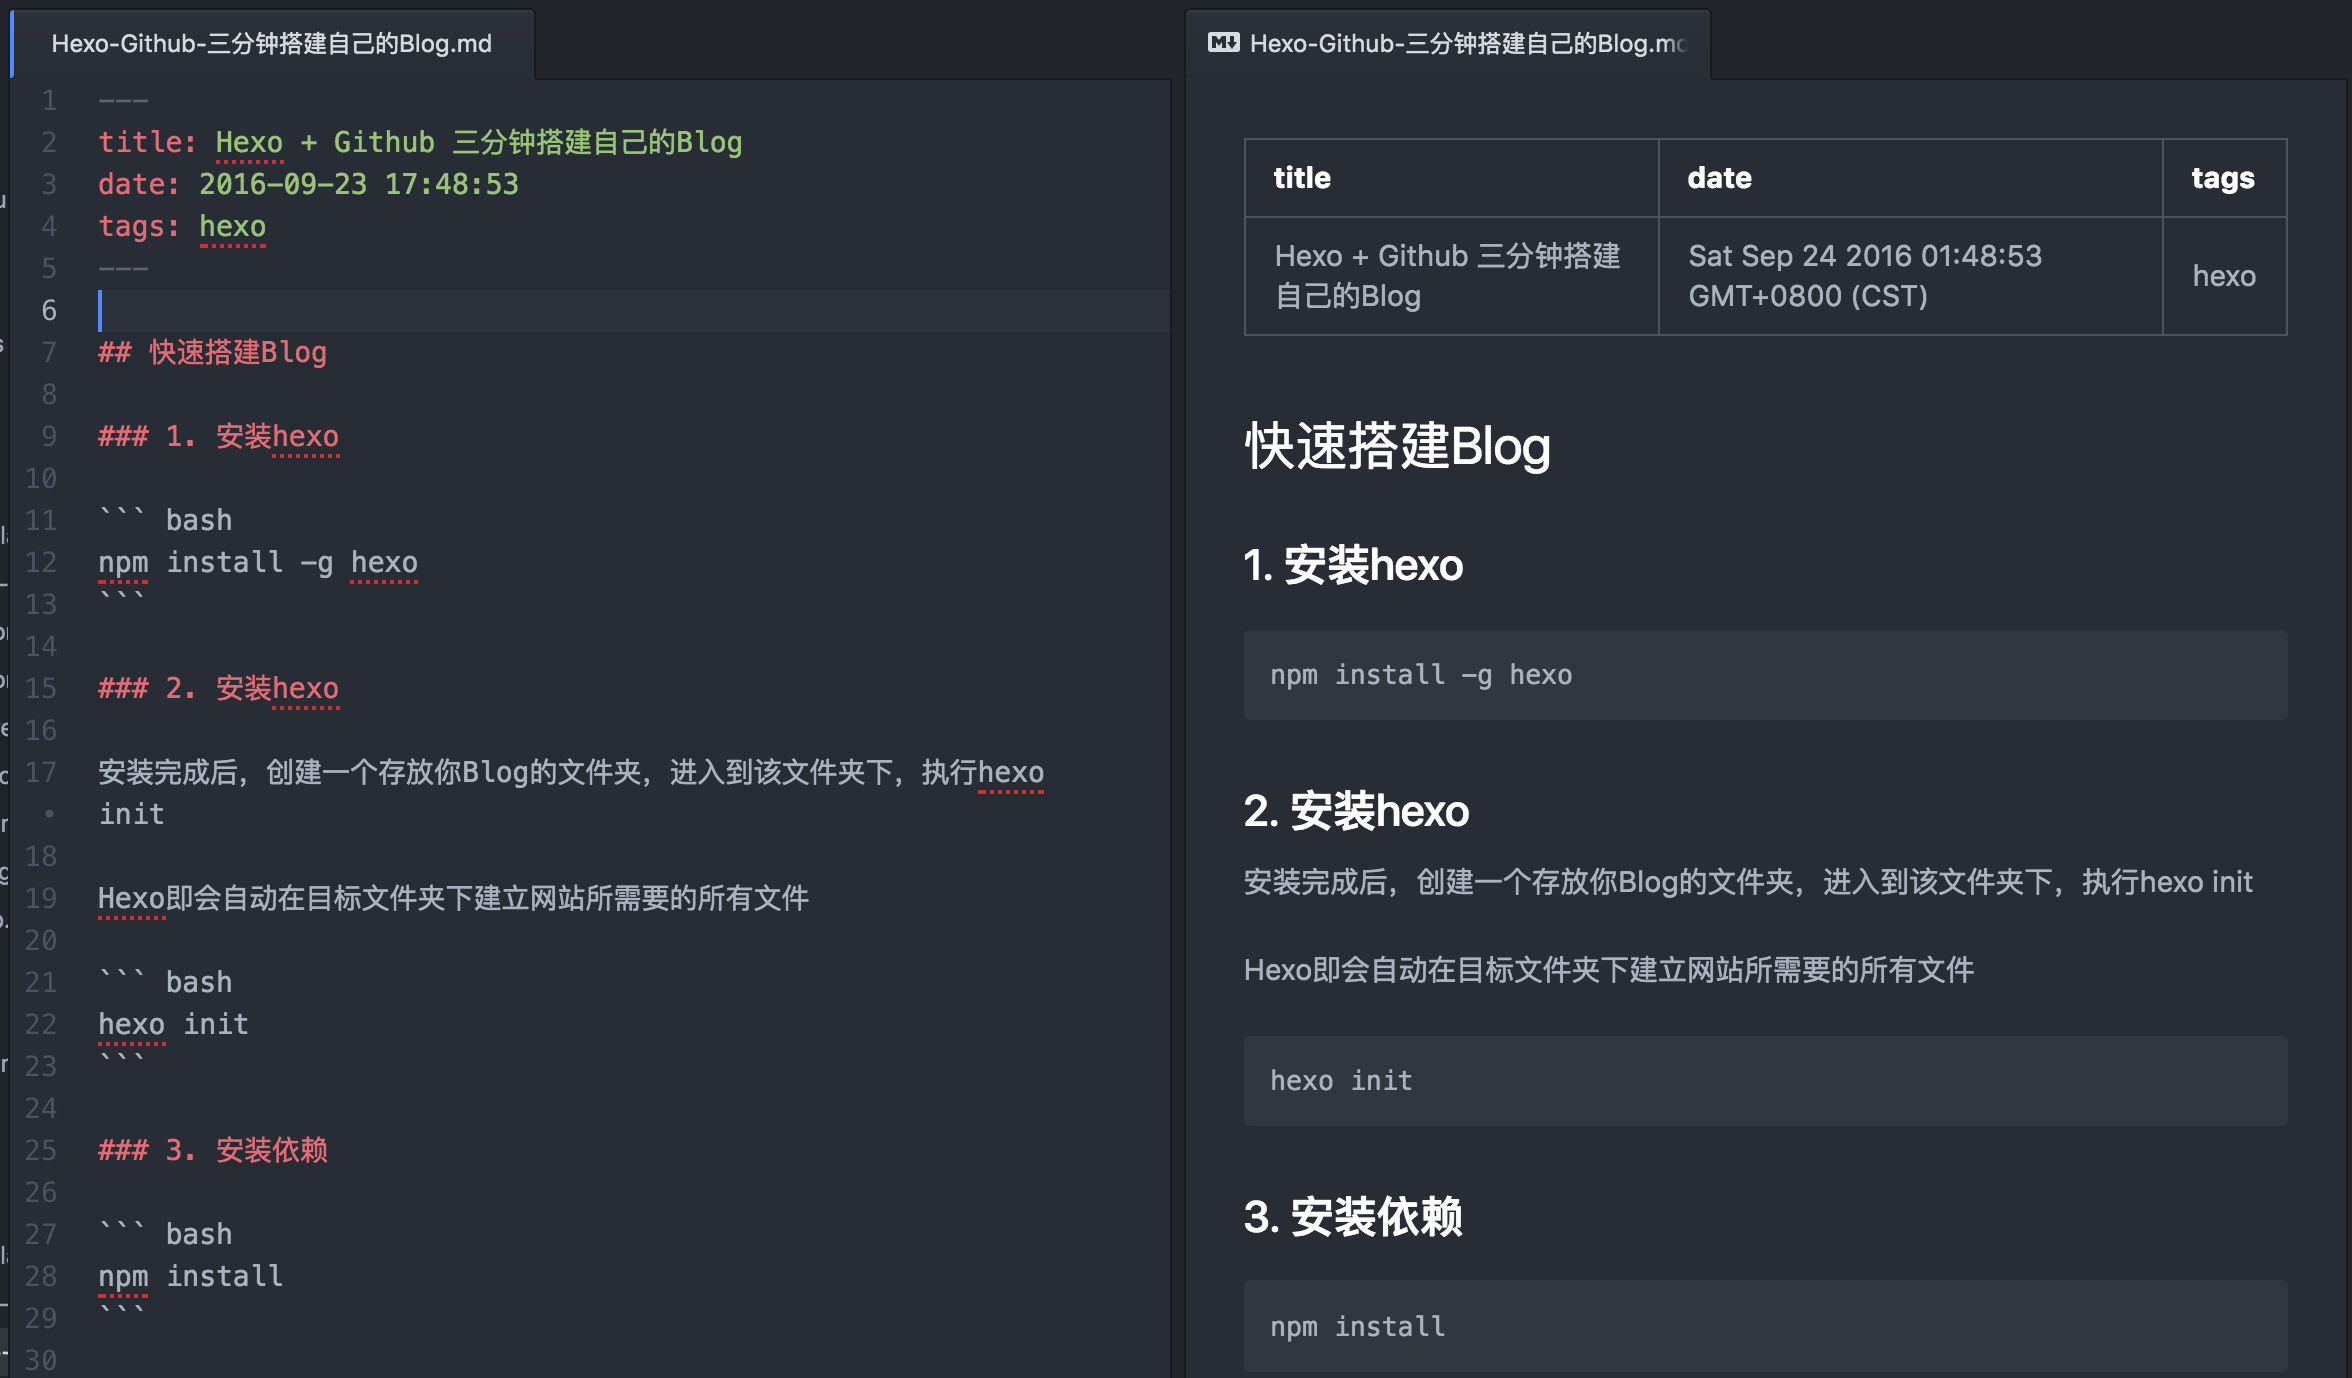 Hexo-Github-三分钟搭建自己的Blog.md
1 ---
2 title: Hexo + Github 三分钟搭建自己的Blog
3 date: 2016-09-23 17:48:53
4 tags: hexo
5 ---
6
7 ## 快速搭建Blog
8
9 ### 1. 安装hexo
10
11 ``` bash
12 npm install -g hexo
13 ```
14
15 ### 2. 安装hexo
16
17 安装完成后，创建一个存放你Blog的文件夹，进入到该文件夹下，执行hexo
• init
18
19 Hexo即会自动在目标文件夹下建立网站所需要的所有文件
20
21 ``` bash
22 hexo init
23 ```
24
25 ### 3. 安装依赖
26
27 ``` bash
28 npm install
29 ```
30
Hexo-Github-三分钟搭建自己的Blog.md
title date tags
Hexo + Github 三分钟搭建
自己的Blog
Sat Sep 24 2016 01:48:53
GMT+0800 (CST)
hexo
快速搭建Blog
1. 安装hexo
npm install -g hexo
2. 安装hexo
安装完成后，创建一个存放你Blog的文件夹，进入到该文件夹下，执行hexo init
Hexo即会自动在目标文件夹下建立网站所需要的所有文件
hexo init
3. 安装依赖
npm install